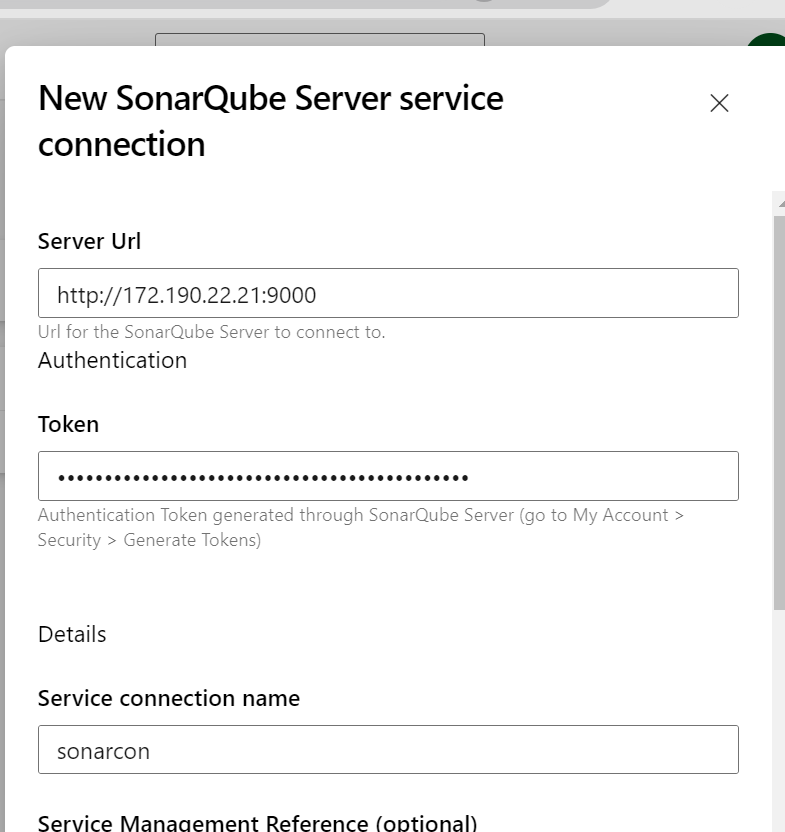 New SonarQube Server service
connection
Server Url
http://172.190.22.21:9000
Url for the SonarQube Server to connect to.
Authentication
Token
••••••••••••••••••••••••••••••••••••••••••••
Authentication Token generated through SonarQube Server (go to My Account >
Security > Generate Tokens)
Details
Service connection name
sonarcon
Service Management Reference (optional)